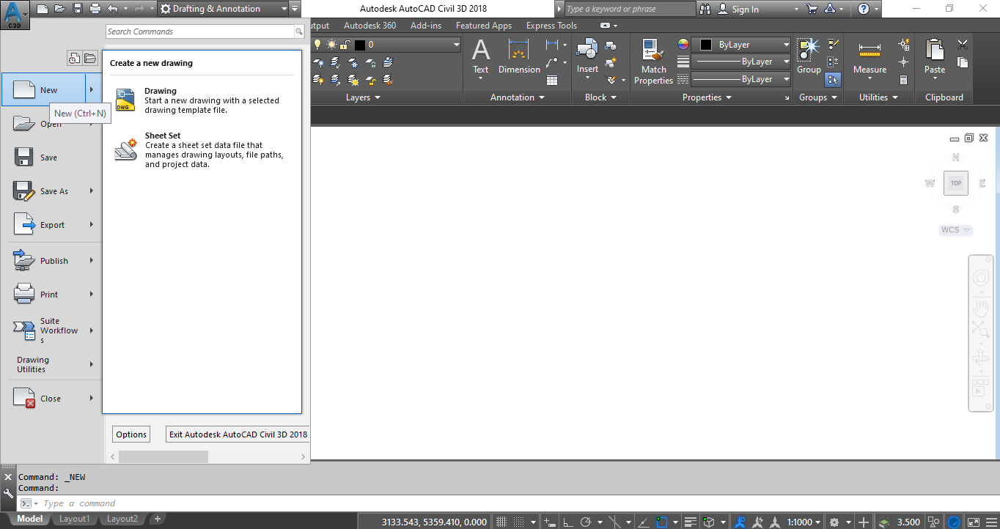 C3D
Drafting & Annotation
Autodesk AutoCAD Civil 3D 2018
Type a keyword or phrase
Sign In
Search Commands
utput
Autodesk 360
Add-ins
Featured Apps
Express Tools
Create a new drawing
New
New (Ctrl+N)
Open
Save
Save As
Export
Publish
Print
Suite
Workflow
s
Drawing
Utilities
Close
Drawing
Start a new drawing with a selected
drawing template file.
DWG
Sheet Set
Create a sheet set data file that
manages drawing layouts, file paths,
and project data.
Options
Exit Autodesk AutoCAD Civil 3D 2018
0
Layers
Text
Dimension
Annotation
Insert
Block
Match
Properties
ByLayer
ByLayer
ByLayer
Properties
Group
Groups
Measure
Utilities
Paste
Clipboard
N
W
TOP
E
S
WCS
Command: _NEW
Command:
Type a command
Model
Layout1
Layout2
3133.543, 5359.410, 0.000
1:1000
3.500